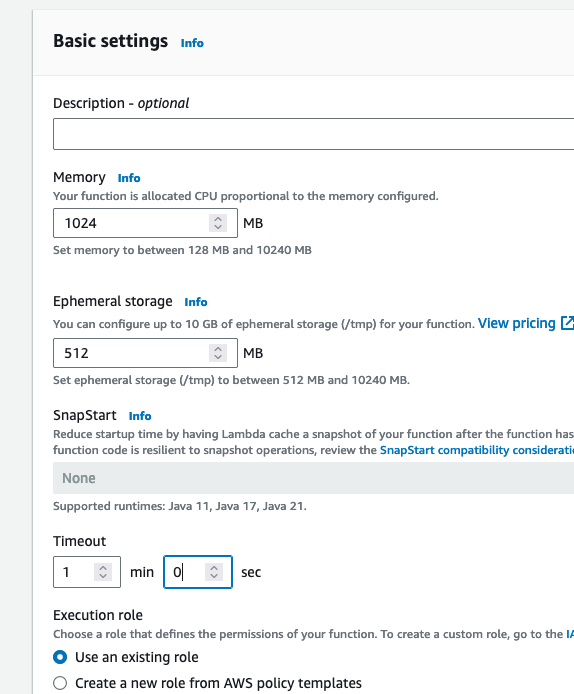 Basic settings Info
Description - optional
Memory Info
Your function is allocated CPU proportional to the memory configured.
1024 MB
Set memory to between 128 MB and 10240 MB
Ephemeral storage Info
You can configure up to 10 GB of ephemeral storage (/tmp) for your function. View pricing
512 MB
Set ephemeral storage (/tmp) to between 512 MB and 10240 MB.
SnapStart Info
Reduce startup time by having Lambda cache a snapshot of your function after the function has
function code is resilient to snapshot operations, review the SnapStart compatibility considerati
None
Supported runtimes: Java 11, Java 17, Java 21.
Timeout
1 min 0 sec
Execution role
Choose a role that defines the permissions of your function. To create a custom role, go to the IA
Use an existing role
Create a new role from AWS policy templates